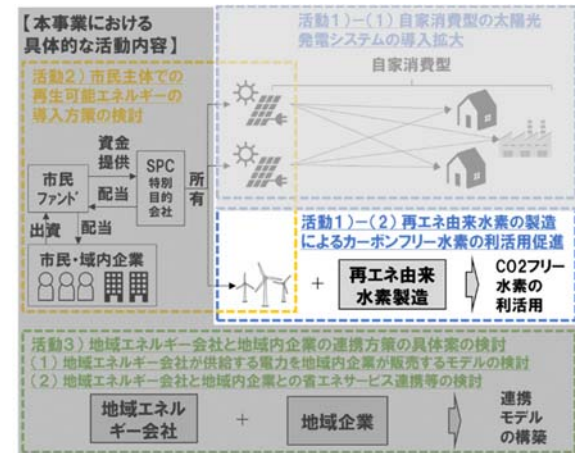 【本事業における
具体的な活動内容】
活動1)－(1)自家消費型の太陽光
発電システムの導入拡大
自家消費型
活動2)市民主体での
再生可能エネルギーの
導入方策の検討
資金
提供
市民
ファンド
SPC
特別
目的
会社
所
有
配当
出資
配当
市民・域内企業
活動1)－(2)再エネ由来水素の製造
によるカーボンフリー水素の利活用促進
+
再エネ由来
水素製造
CO2フリー
水素の
利活用
活動3)地域エネルギー会社と地域内企業の連携方策の具体案の検討
(1)地域エネルギー会社が供給する電力を地域内企業が販売するモデルの検討
(2)地域エネルギー会社と地域内企業との省エネサービス連携等の検討
地域エネル
ギー会社
+
地域企業
連携
モデル
の構築